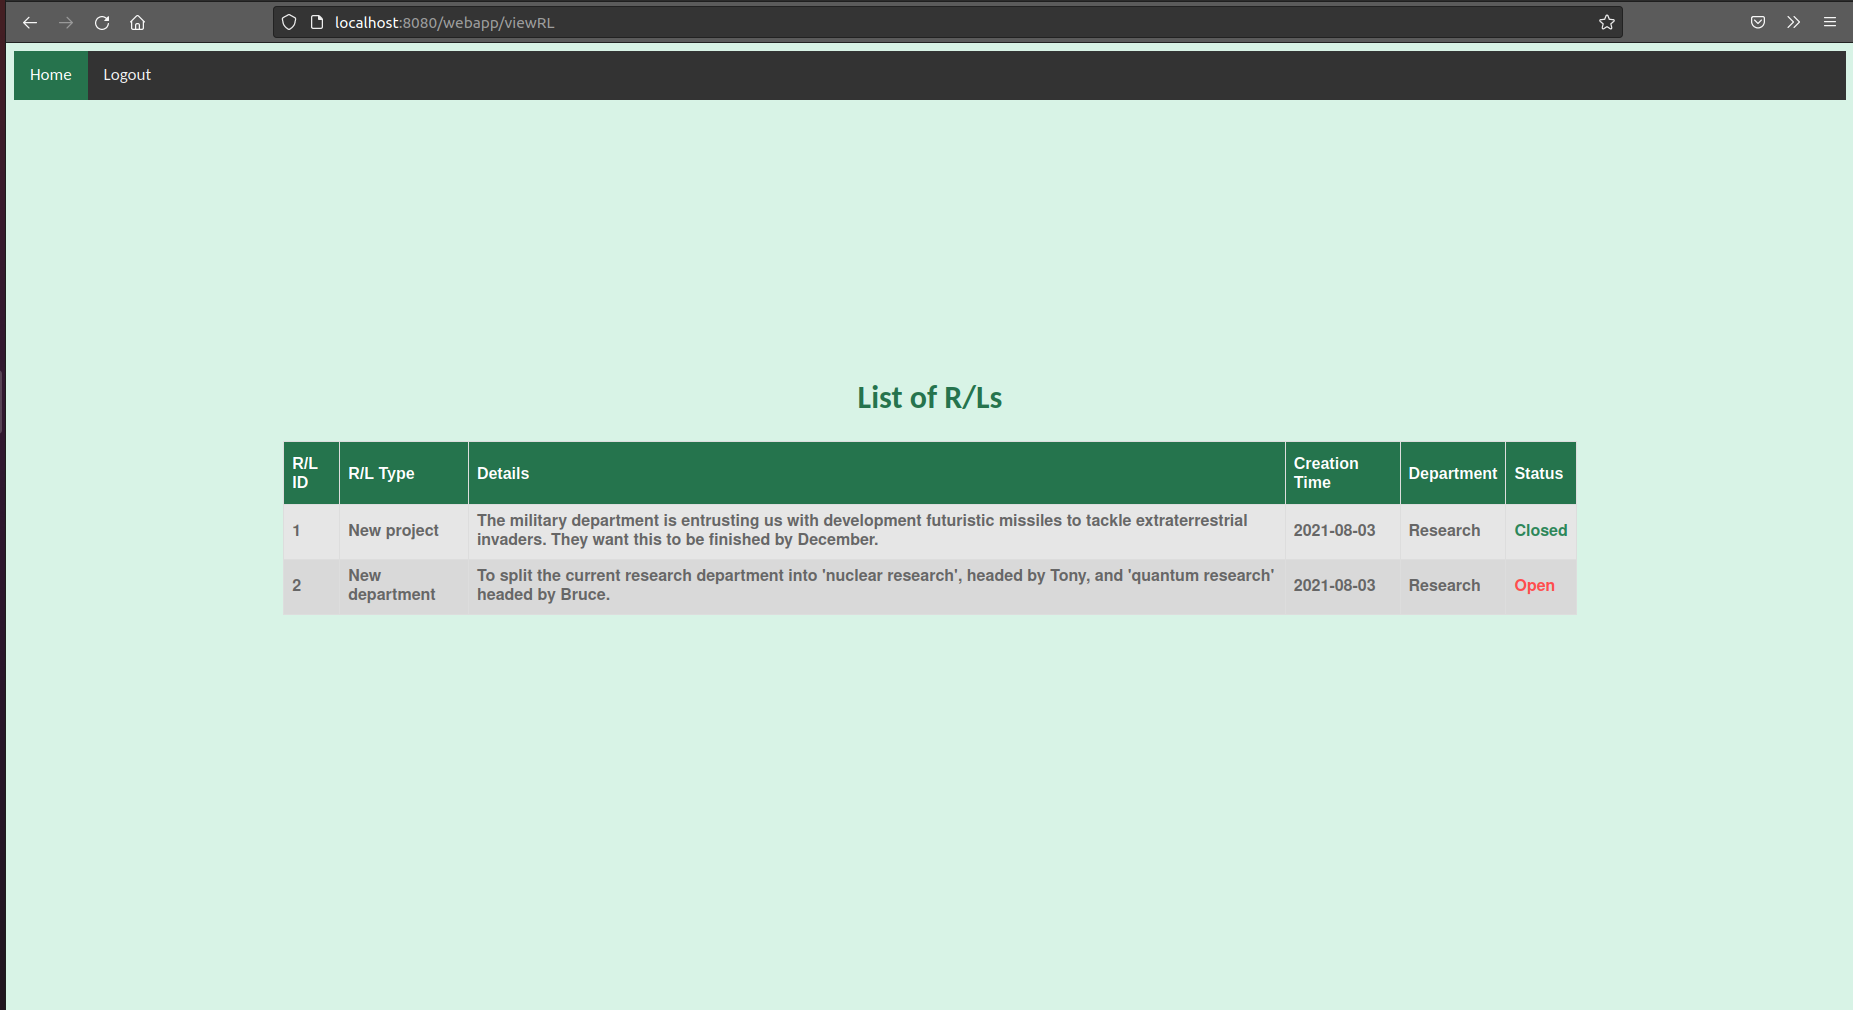 localhost:8080/webapp/viewRL
Home Logout
List of R/Ls
R/L ID R/L Type Details Creation Time Department Status
1 New project The military department is entrusting us with development futuristic missiles to tackle extraterrestrial
invaders. They want this to be finished by December. 2021-08-03 Research Closed
2 New department To split the current research department into 'nuclear research', headed by Tony, and 'quantum research'
headed by Bruce. 2021-08-03 Research Open